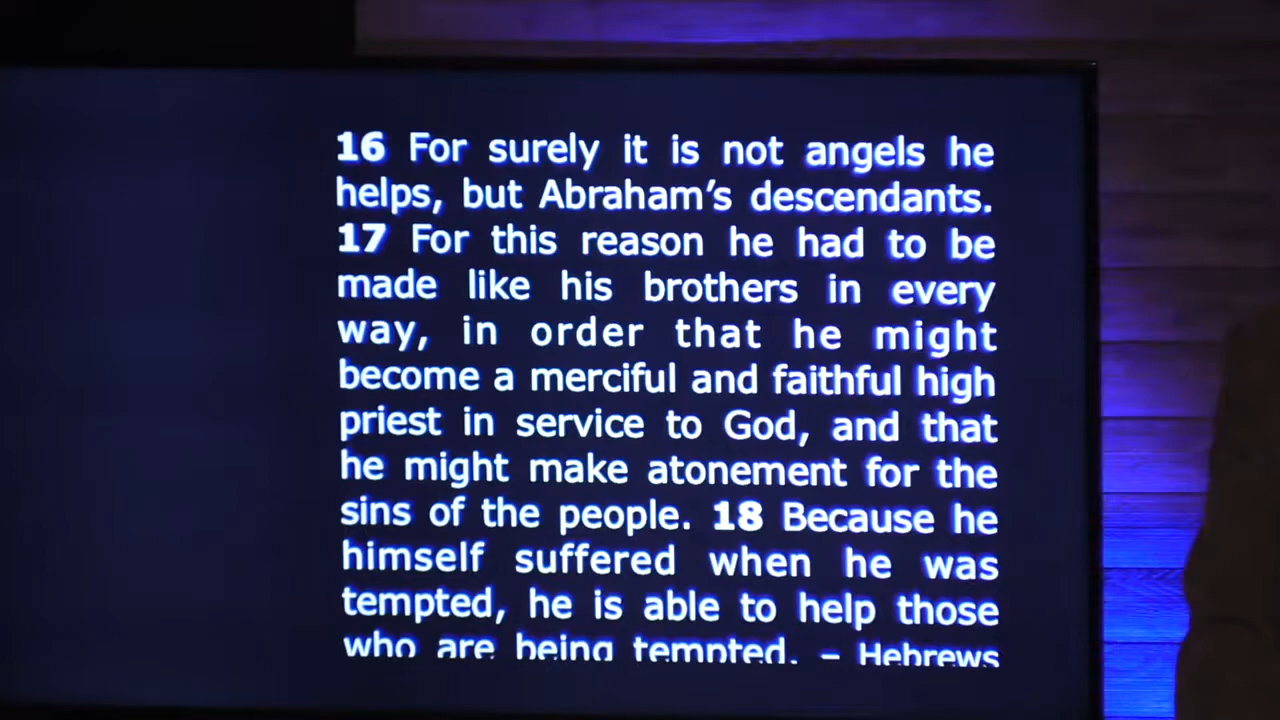 16 For surely it is not angels he
helps, but Abraham’s descendants.
17 For this reason he had to be
made like his brothers in every
way, in order that he might
become a merciful and faithful high
priest in service to God, and that
he might make atonement for the
sins of the people. 18 Because he
himself suffered when he was
tempted, he is able to help those
who are being tempted. – Hebrews